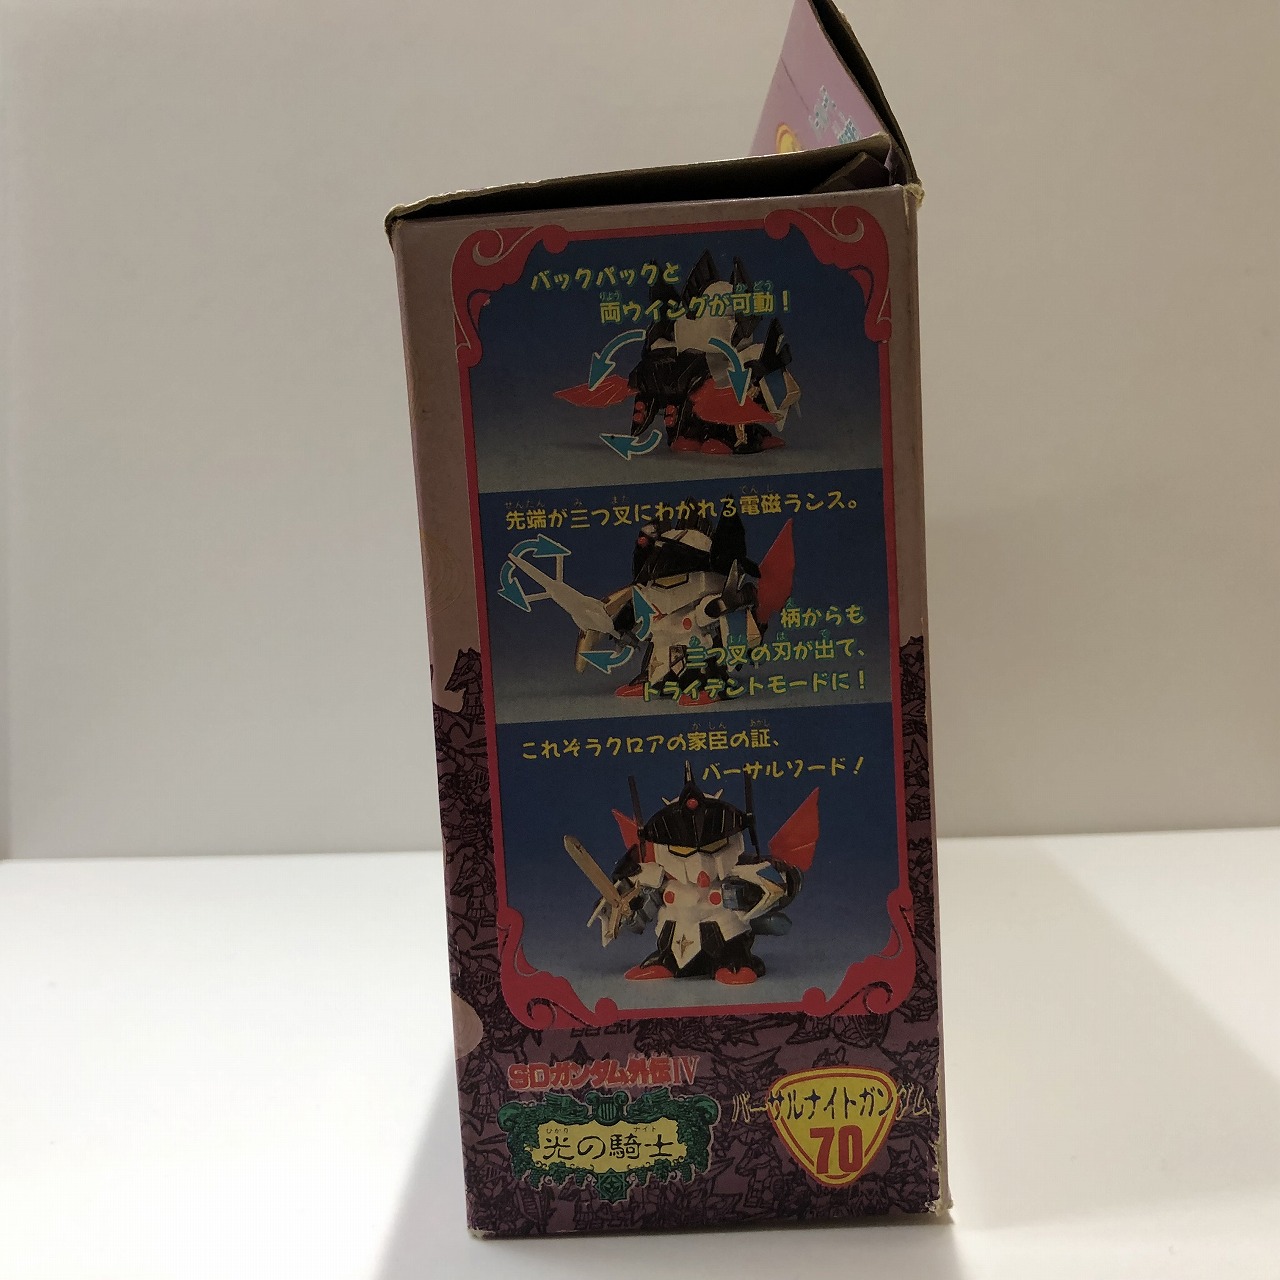 バックパックと
両ウイングが可動!
先端が三つ叉にわかれる電磁ランス。
柄からも
三つ叉の刃が出て、
トライデントモードに!
これぞラクロアの家臣の証、
バーサルソード!
SDガンダム外伝IV
光の騎士
バーサルナイトガンダム
70